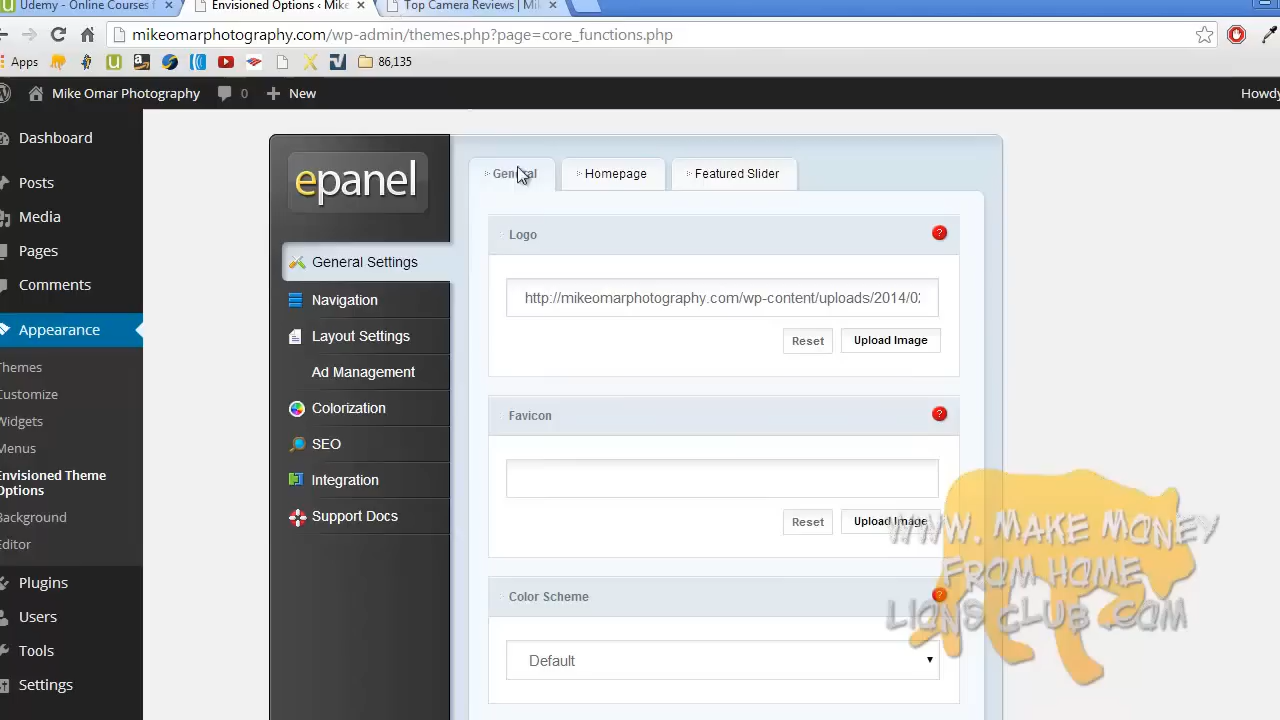 Udemy - Online Courses f
Envisioned Options ‹ Mike
Top Camera Reviews | Mi
mikeomarphotography.com/wp-admin/themes.php?page=core_functions.php
Apps
86,135
Mike Omar Photography
0
New
Howdy
Dashboard
Posts
Media
Pages
Comments
Appearance
Themes
Customize
Widgets
Menus
Envisioned Theme
Options
Background
Editor
Plugins
Users
Tools
Settings
epanel
General Settings
Navigation
Layout Settings
Ad Management
Colorization
SEO
Integration
Support Docs
General
Homepage
Featured Slider
Logo
http://mikeomarphotography.com/wp-content/uploads/2014/02
Reset
Upload Image
Favicon
Reset
Upload Image
Color Scheme
Default
WWW. MAKE MONEY
FROM HOME
LIONS CLUB .COM